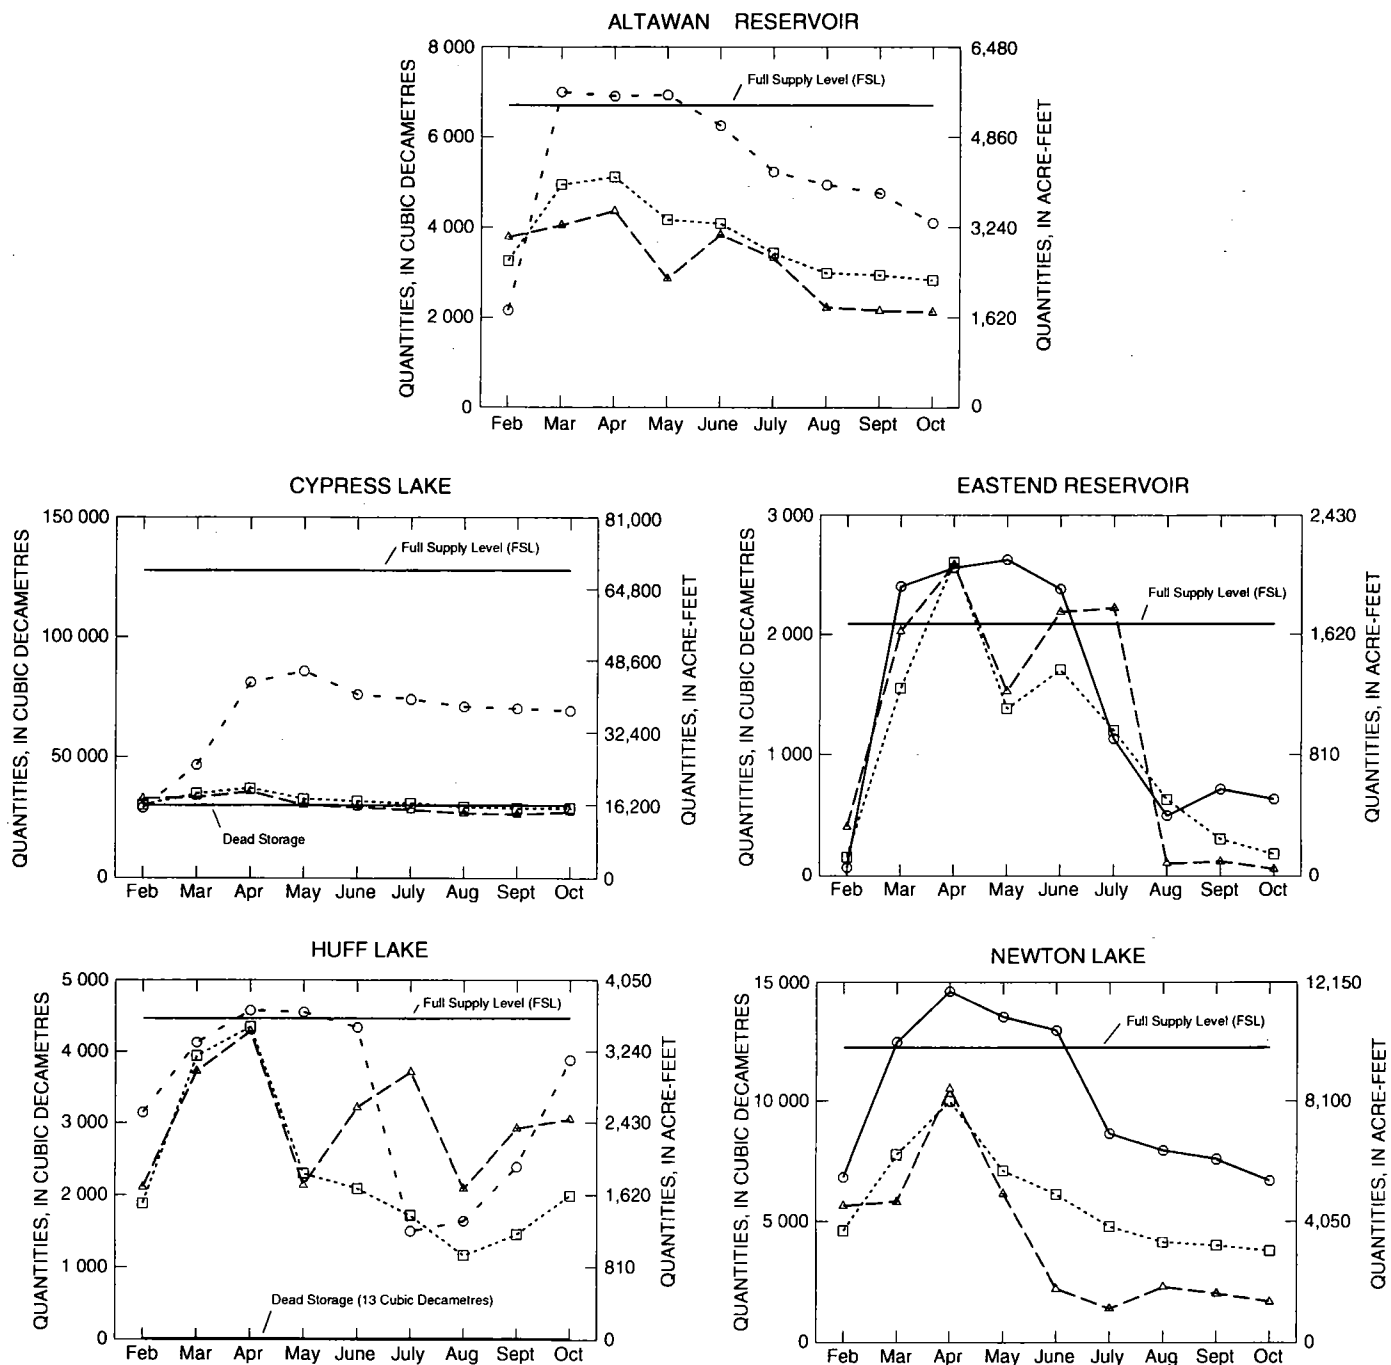 ALTAWAN RESERVOIR
QUANTITIES, IN CUBIC DECAMETRES
8 000
6 000
4 000
2 000
0
Full Supply Level (FSL)
6,480
4,860
3,240
1,620
0
QUANTITIES, IN ACRE-FEET
Feb Mar Apr May June July Aug Sept Oct
CYPRESS LAKE
QUANTITIES, IN CUBIC DECAMETRES
150 000
100 000
50 000
0
Full Supply Level (FSL)
Dead Storage
81,000
64,800
48,600
32,400
16,200
0
QUANTITIES, IN ACRE-FEET
Feb Mar Apr May June July Aug Sept Oct
EASTEND RESERVOIR
QUANTITIES, IN CUBIC DECAMETRES
3 000
2 000
1 000
0
Full Supply Level (FSL)
2,430
1,620
810
0
QUANTITIES, IN ACRE-FEET
Feb Mar Apr May June July Aug Sept Oct
HUFF LAKE
QUANTITIES, IN CUBIC DECAMETRES
5 000
4 000
3 000
2 000
1 000
0
Full Supply Level (FSL)
Dead Storage (13 Cubic Decametres)
4,050
3,240
2,430
1,620
810
0
QUANTITIES, IN ACRE-FEET
Feb Mar Apr May June July Aug Sept Oct
NEWTON LAKE
QUANTITIES, IN CUBIC DECAMETRES
15 000
10 000
5 000
0
Full Supply Level (FSL)
12,150
8,100
4,050
0
QUANTITIES, IN ACRE-FEET
Feb Mar Apr May June July Aug Sept Oct